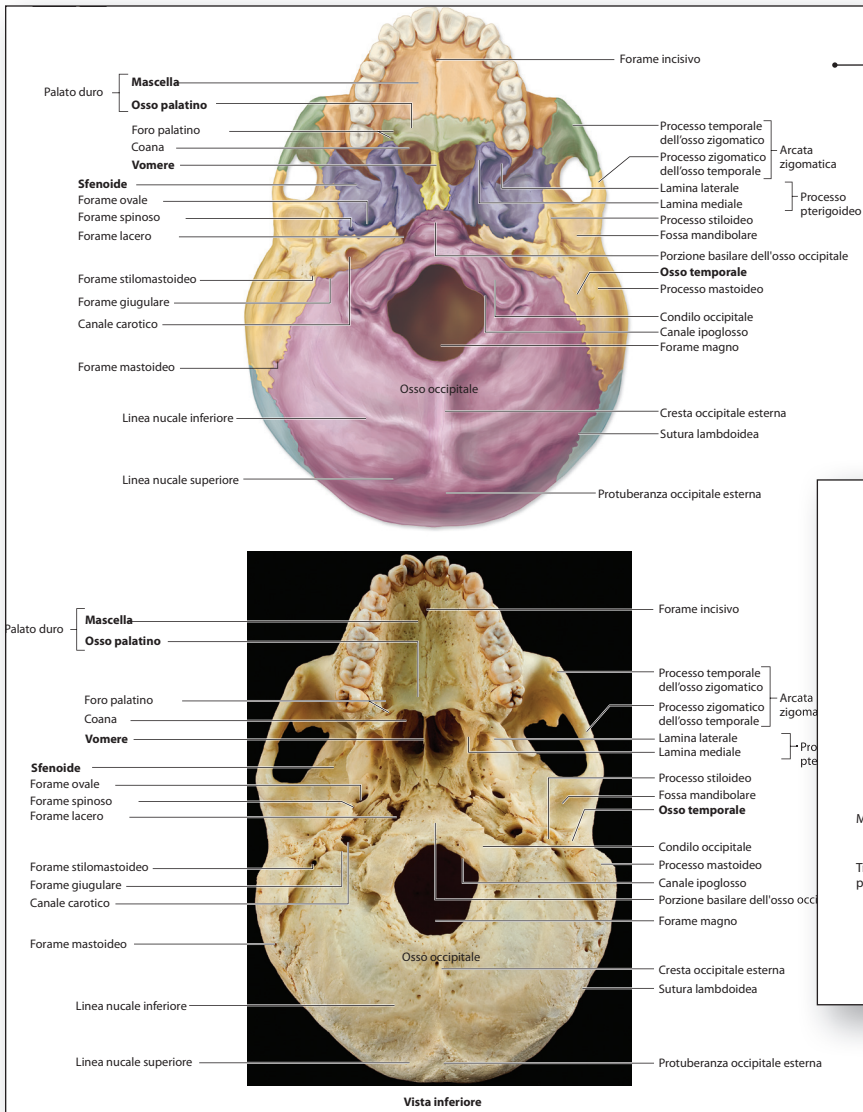 Forame incisivo
Palato duro
Mascella
Osso palatino
Foro palatino
Coana
Vomere
Sfenoide
Forame ovale
Forame spinoso
Forame lacero
Forame stilomastoideo
Forame giugulare
Canale carotico
Forame mastoideo
Linea nucale inferiore
Linea nucale superiore
Processo temporale
dell'osso zigomatico
Processo zigomatico
dell'osso temporale
Arcata
zigomatica
Lamina laterale
Lamina mediale
Processo
pterigoideo
Processo stiloideo
Fossa mandibolare
Porzione basilare dell'osso occipitale
Osso temporale
Processo mastoideo
Condilo occipitale
Canale ipoglosso
Forame magno
Osso occipitale
Cresta occipitale esterna
Sutura lambdoidea
Protuberanza occipitale esterna
Forame incisivo
Palato duro
Mascella
Osso palatino
Foro palatino
Coana
Vomere
Sfenoide
Forame ovale
Forame spinoso
Forame lacero
Forame stilomastoideo
Forame giugulare
Canale carotico
Forame mastoideo
Linea nucale inferiore
Linea nucale superiore
Processo temporale
dell'osso zigomatico
Processo zigomatico
dell'osso temporale
Arcata
zigoma
Lamina laterale
Lamina mediale
Pro
pte
Processo stiloideo
Fossa mandibolare
Osso temporale
Condilo occipitale
Processo mastoideo
Canale ipoglosso
Porzione basilare dell'osso occi
Forame magno
Osso occipitale
Cresta occipitale esterna
Sutura lambdoidea
Protuberanza occipitale esterna
Vista inferiore
M
p